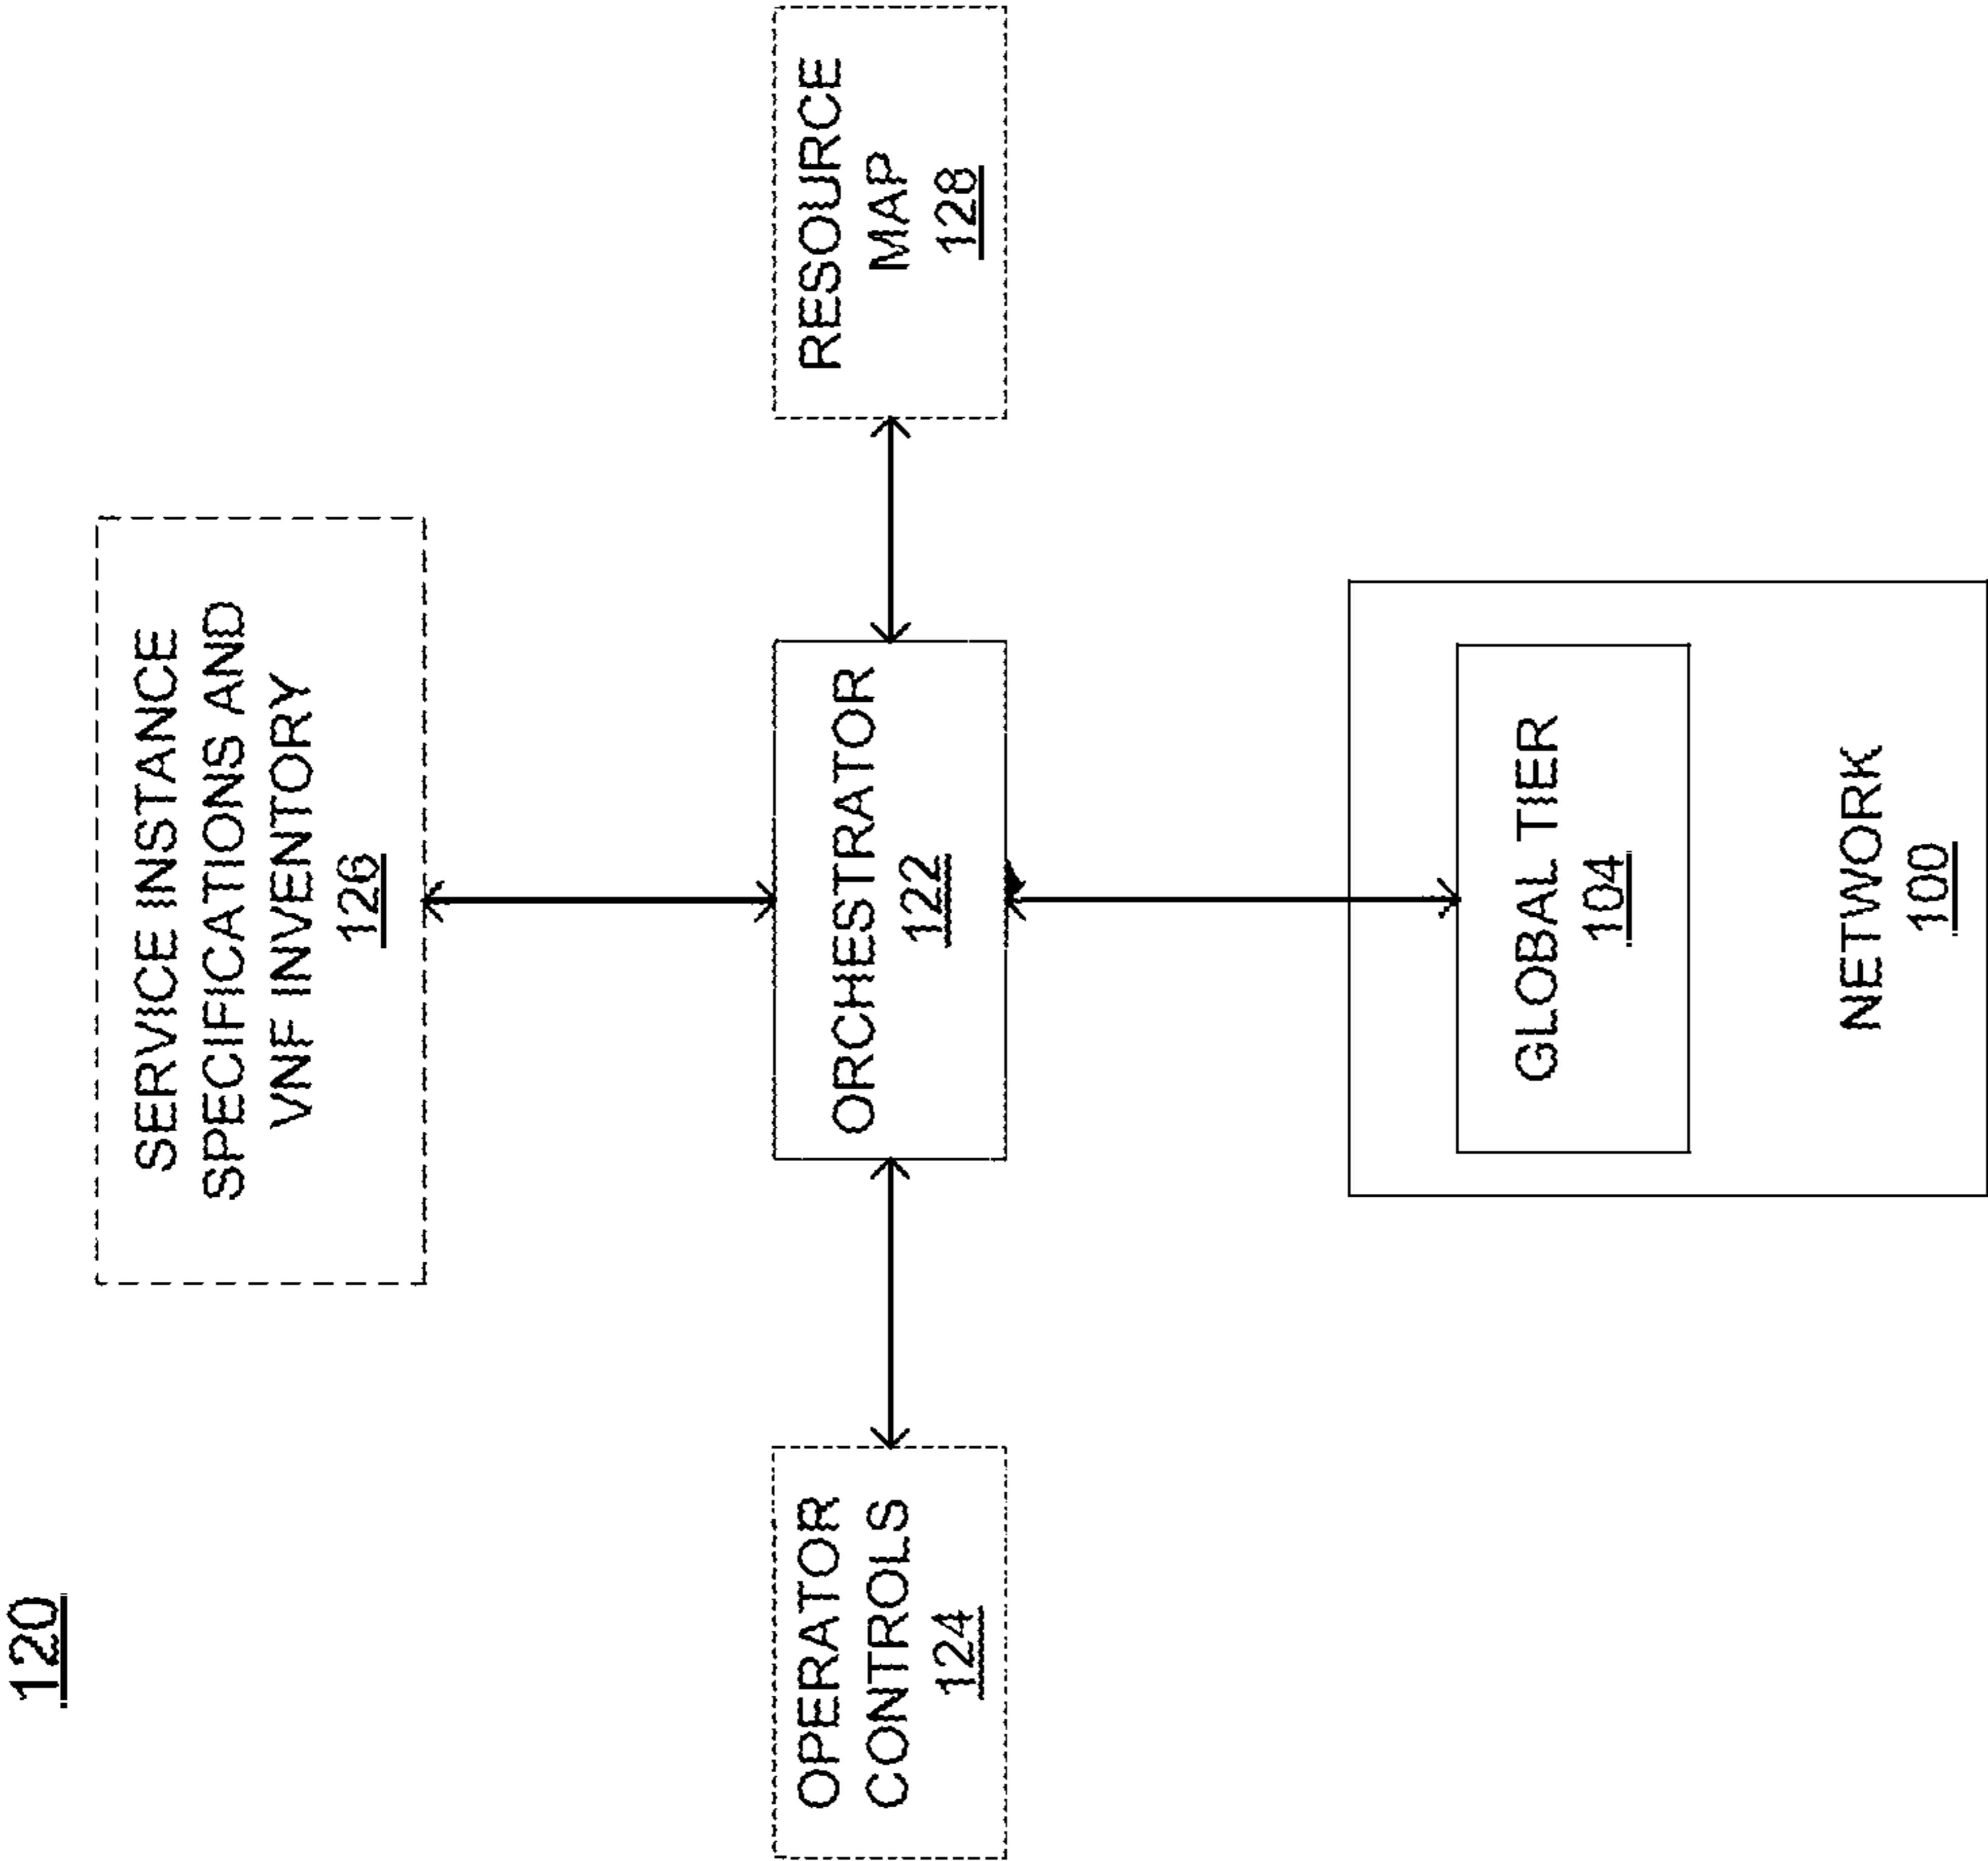 120
SERVICE INSTANCE
SPECIFICATIONS AND
VNF INVENTORY
126
OPERATOR
CONTROLS
124
ORCHESTRATOR
122
RESOURCE
MAP
128
GLOBAL TIER
104
NETWORK
100